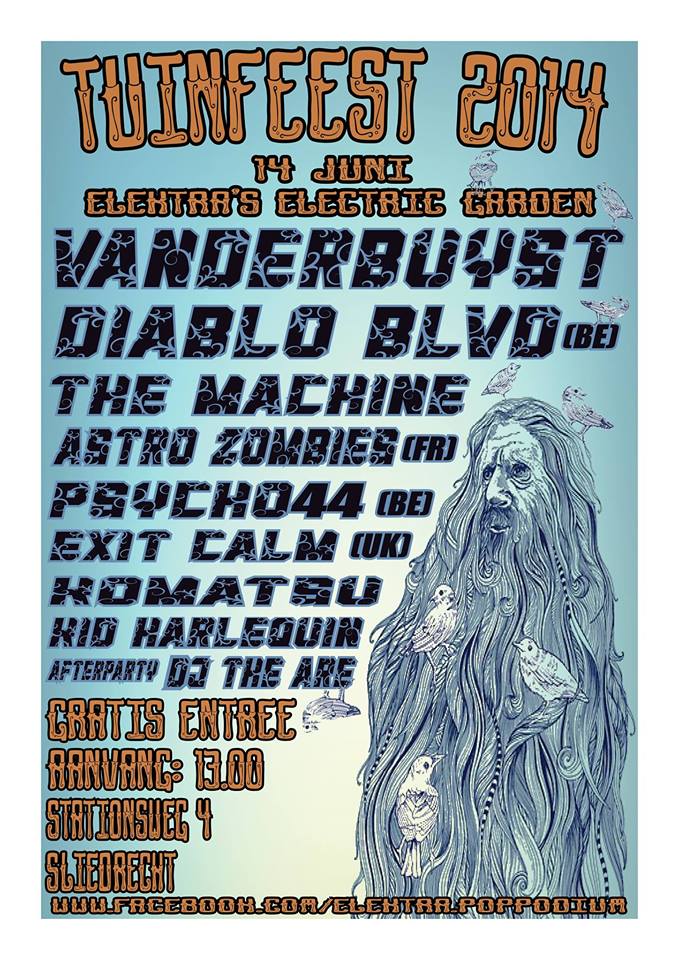 TUINFEEST 2014
14 JUNI
ELEKTRA'S ELECTRIC GARDEN
VANDERBUYST
DIABLO BLVD (BE)
THE MACHINE
ASTRO ZOMBIES (FR)
PSYCHO44 (BE)
EXIT CALM (UK)
KOMATSU
KID HARLEQUIN
AFTERPARTY DJ THE ARE
GRATIS ENTREE
AANVANG: 13.00
STATIONSWEG 4
SLIEDRECHT
WWW.FACEBOOK.COM/ELEKTRA.POPPODIUM